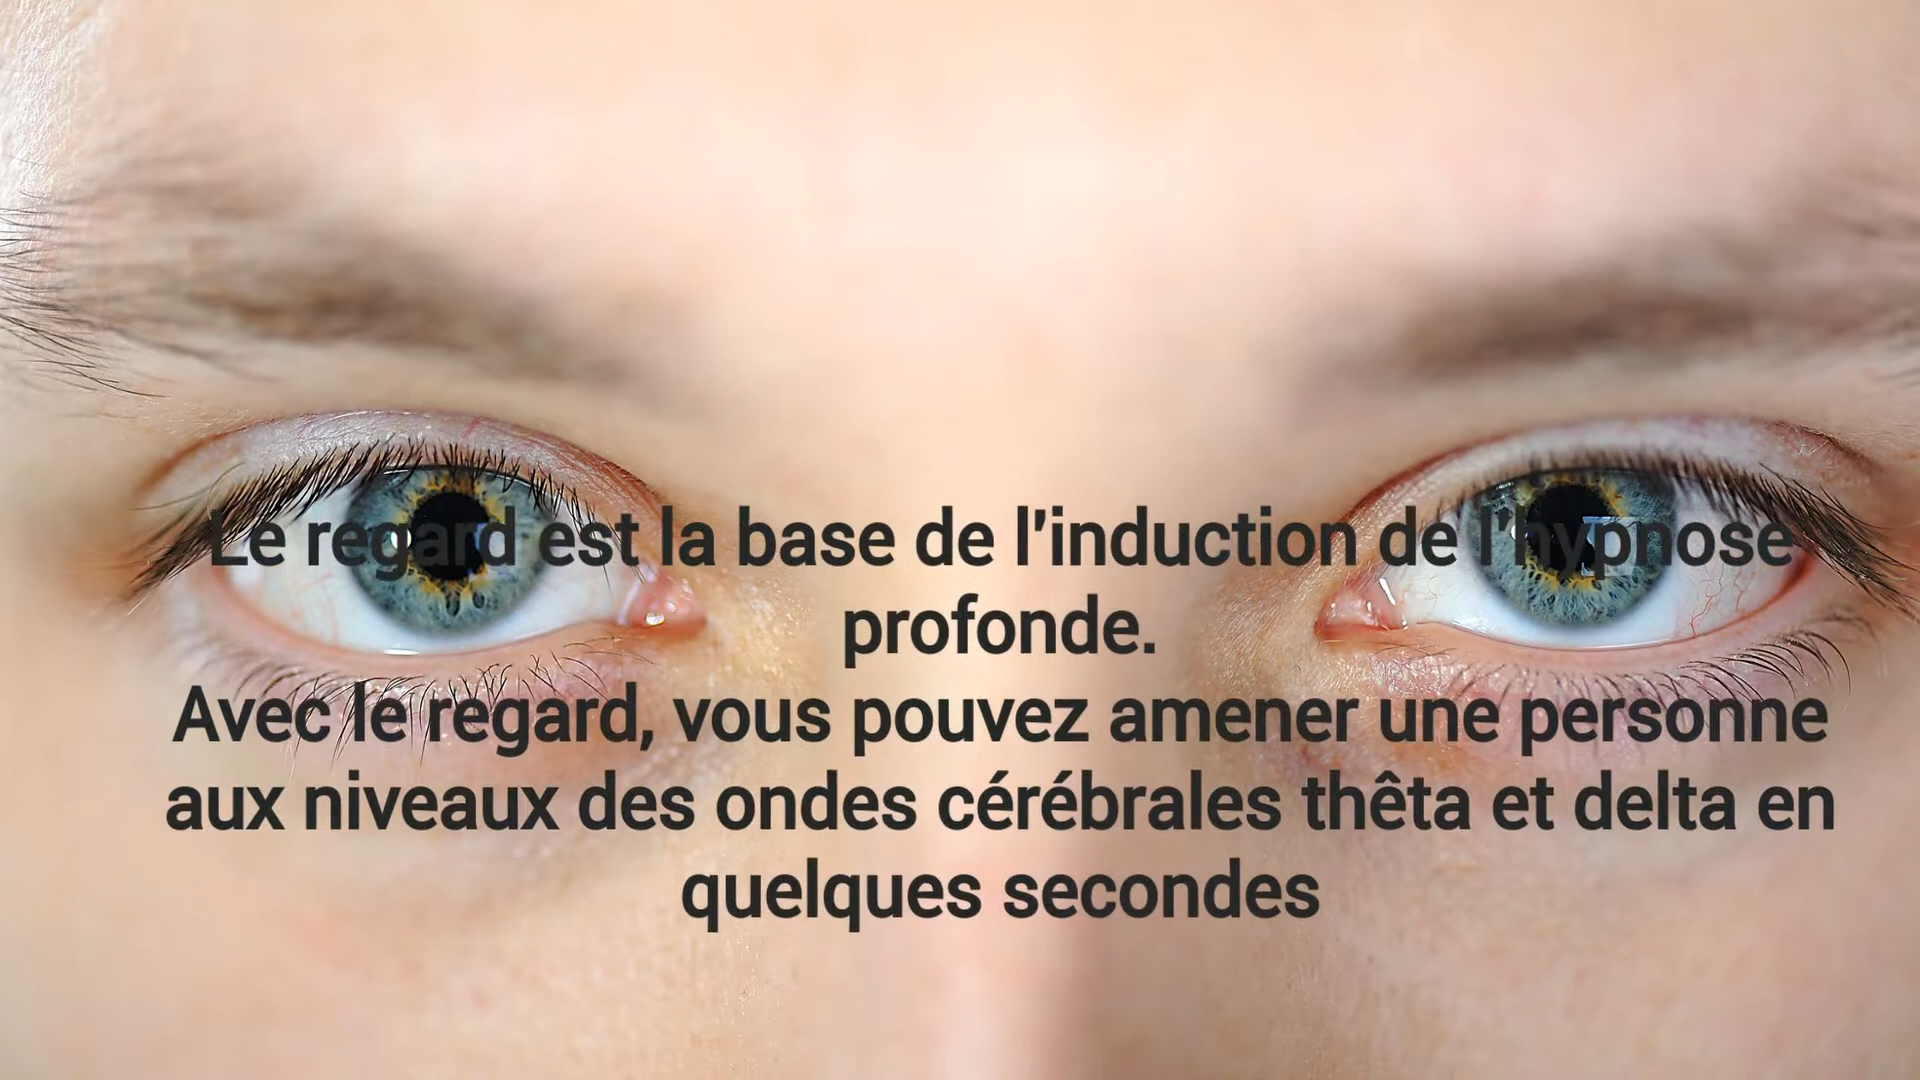 Le regard est la base de l'induction de l'hypnose
profonde.
Avec le regard, vous pouvez amener une personne
aux niveaux des ondes cérébrales thêta et delta en
quelques secondes